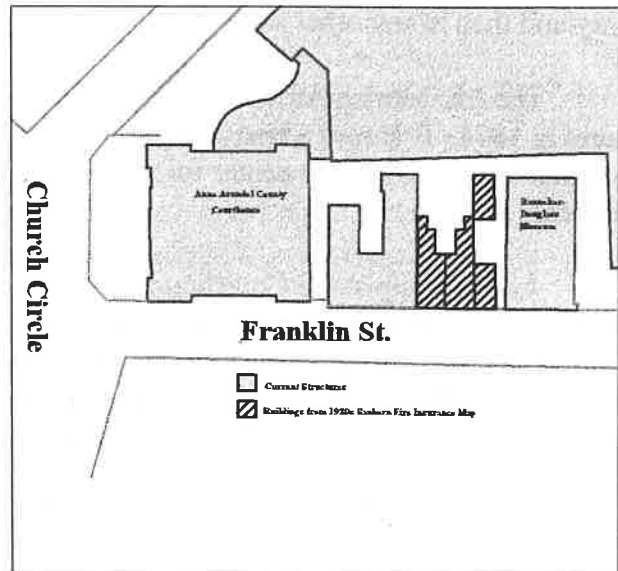 Anne Arundel County
Courthouse
Banneker-
Douglass
Museum
Church Circle
Franklin St.
Current Structures
Buildings from 1920s Sanborn Fire Insurance Map